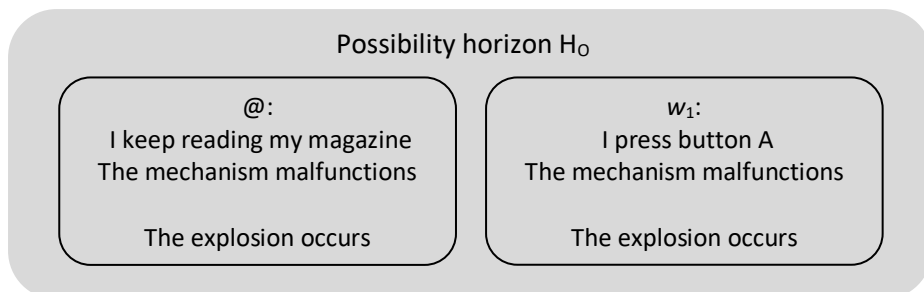 Possibility horizon H₀
@:
I keep reading my magazine
The mechanism malfunctions
The explosion occurs
w₁:
I press button A
The mechanism malfunctions
The explosion occurs